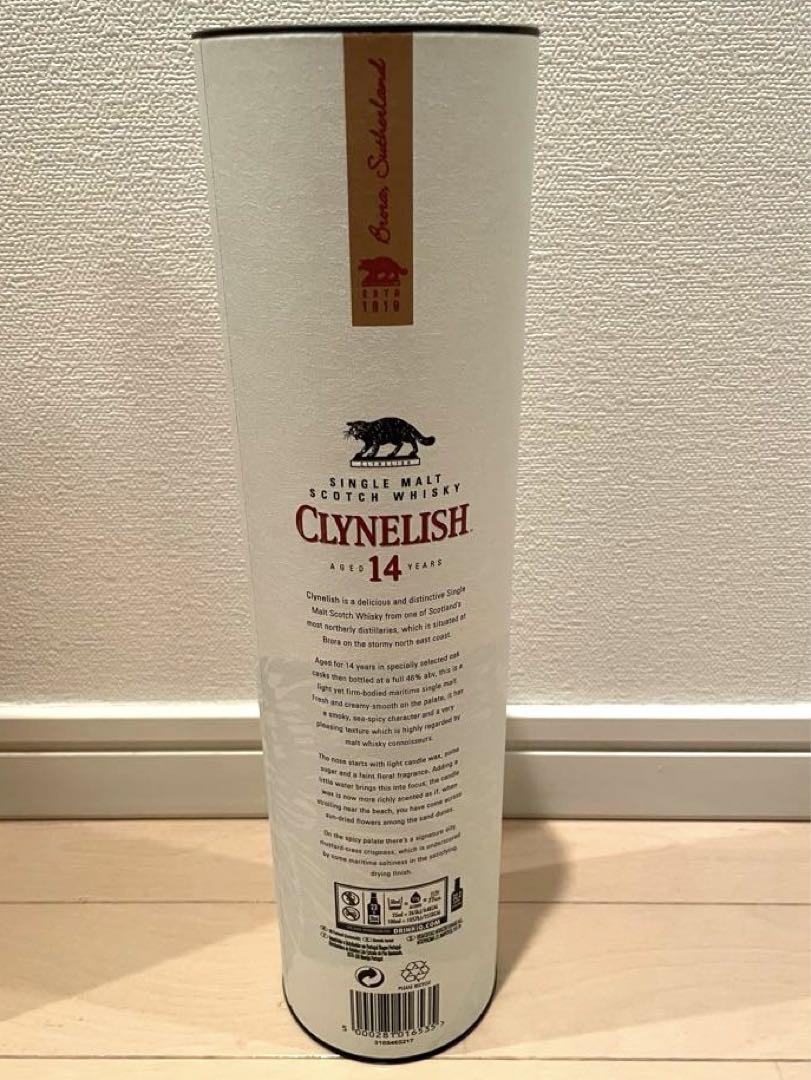 Brora, Sutherland
ESTD
1819
CLYNELISH
SINGLE MALT
SCOTCH WHISKY
CLYNELISH
AGED 14 YEARS
Clynelish is a delicious and distinctive Single
Malt Scotch Whisky from one of Scotland's
most northerly distilleries, which is situated at
Brora on the stormy north east coast.
Aged for 14 years in specially selected oak
casks then bottled at a full 46% abv, this is a
light yet firm-bodied maritime single malt.
Fresh and creamy-smooth on the palate, it has
a smoky, sea-spicy character and a very
pleasing texture which is highly regarded by
malt whisky connoisseurs.
The nose starts with light candle wax, some
sugar and a faint floral fragrance. Adding a
little water brings this into focus; the candle
wax is now more richly scented as if, when
strolling near the beach, you have come across
sun-dried flowers among the sand dunes.
On the spicy palate there's a signature oily,
mustard-cress crispness, which is underscored
by some maritime saltiness in the satisfying,
drying finish.
DRINKiQ.COM
PLEASE RECYCLE
5 000281 016535